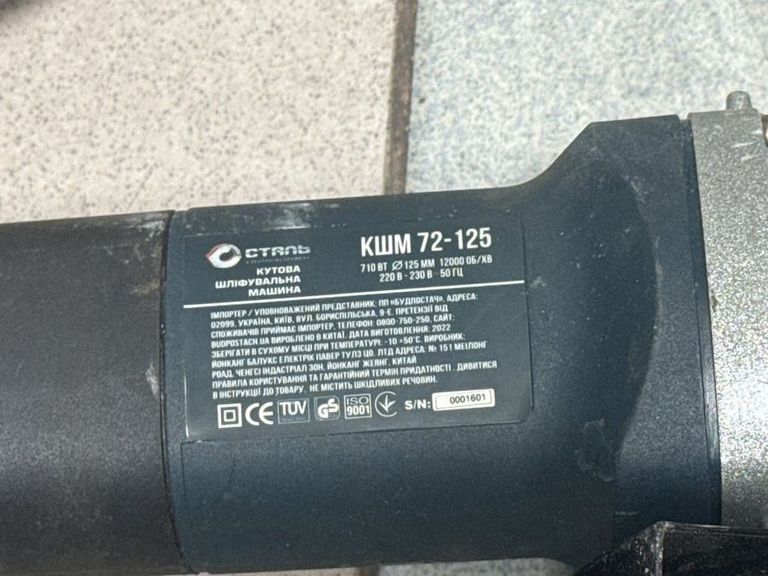 СТАЛЬ
КУТОВА
ШЛІФУВАЛЬНА
МАШИНА
КШМ 72-125
710 ВТ Ø 125 ММ 12000 ОБ/ХВ
220 В - 230 В ~ 50 ГЦ
ІМПОРТЕР / УПОВНОВАЖЕНИЙ ПРЕДСТАВНИК: ПП «БУДПОСТАЧ», АДРЕСА:
02099, УКРАЇНА, КИЇВ, ВУЛ. БОРИСПІЛЬСЬКА, 9-Е. ПРЕТЕНЗІЇ ВІД
СПОЖИВАЧІВ ПРИЙМАЄ ІМПОРТЕР, ТЕЛЕФОН: 0800-750-250, САЙТ:
BUDPOSTACH.UA ВИРОБЛЕНО В КИТАЇ. ДАТА ВИГОТОВЛЕННЯ: 2022
ЗБЕРІГАТИ В СУХОМУ МІСЦІ ПРИ ТЕМПЕРАТУРІ: -10 +50°С. ВИРОБНИК:
ЙОНКАНГ БАЛУКС ЕЛЕКТРІК ПАВЕР ТУЛЗ ЦО. ЛТД АДРЕСА: № 151 МЕІЛОНГ
РОАД, ЧЕНГСІ ІНДАСТРІАЛ ЗОН, ЙОНКАНГ ЖЕЯНГ, КИТАЙ
ПРАВИЛА КОРИСТУВАННЯ ТА ГАРАНТІЙНИЙ ТЕРМІН ПРИДАТНОСТІ . ДИВИТИСЯ
В ІНСТРУКЦІЇ ДО ТОВАРУ. НЕ МІСТИТЬ ШКІДЛИВИХ РЕЧОВИН.
CE TUV GS ISO 9001 S/N: 0001601